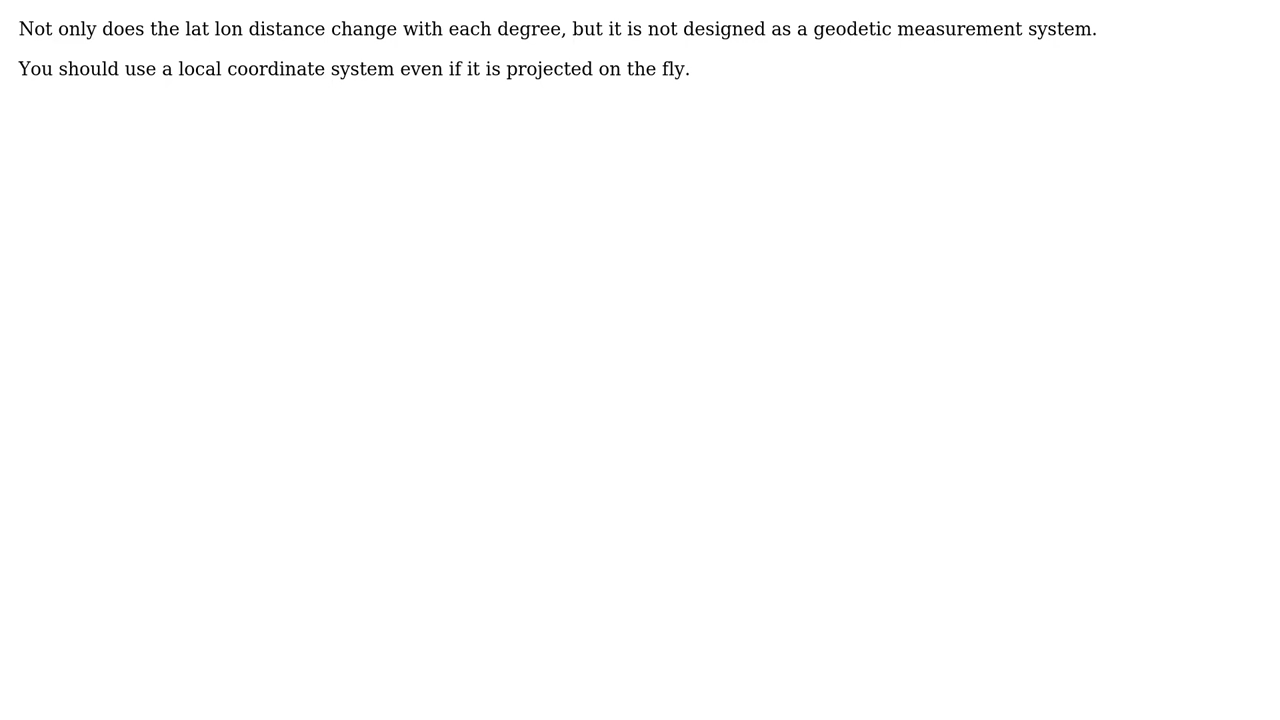 Not only does the lat lon distance change with each degree, but it is not designed as a geodetic measurement system.
You should use a local coordinate system even if it is projected on the fly.